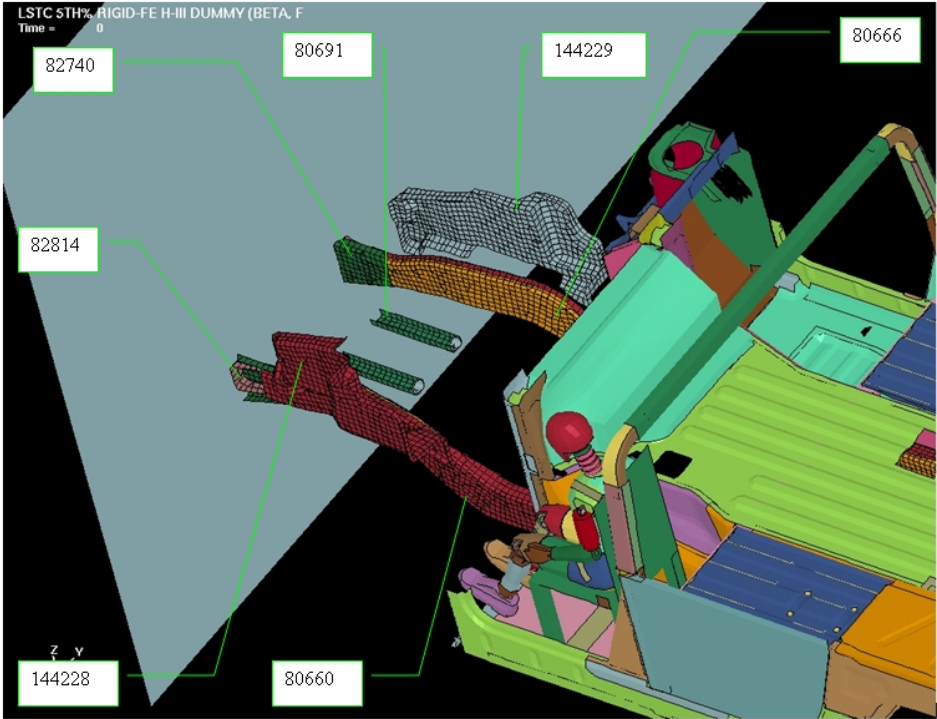 LSTC 5TH% RIGID-FE H-III DUMMY (BETA, F
Time = 0
82740
80691
144229
80666
82814
Z Y
144228
80660